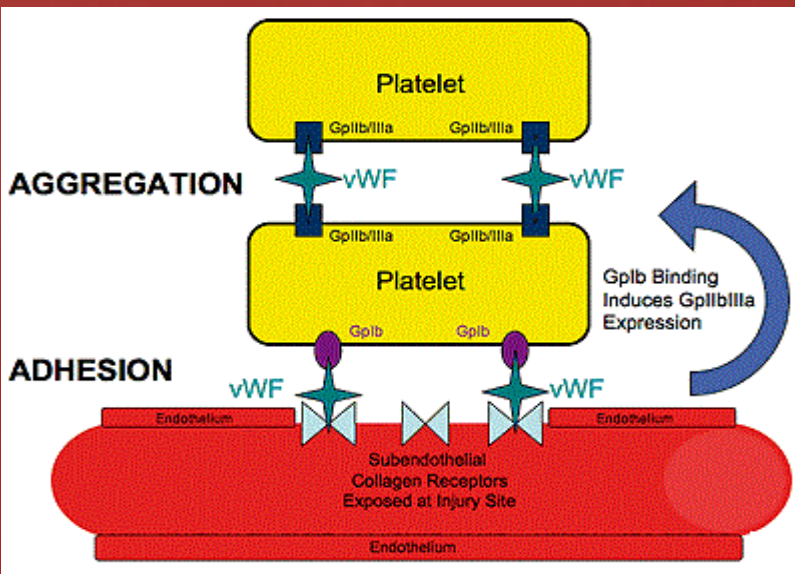 Platelet
GpIIb/IIIa GpIIb/IIIa
AGGREGATION
vWF vWF
GpIIb/IIIa GpIIb/IIIa
Platelet
GpIb Binding
Induces GpIIbIIIa
Expression
GpIb GpIb
ADHESION
vWF vWF
Endothelium Endothelium
Subendothelial
Collagen Receptors
Exposed at Injury Site
Endothelium